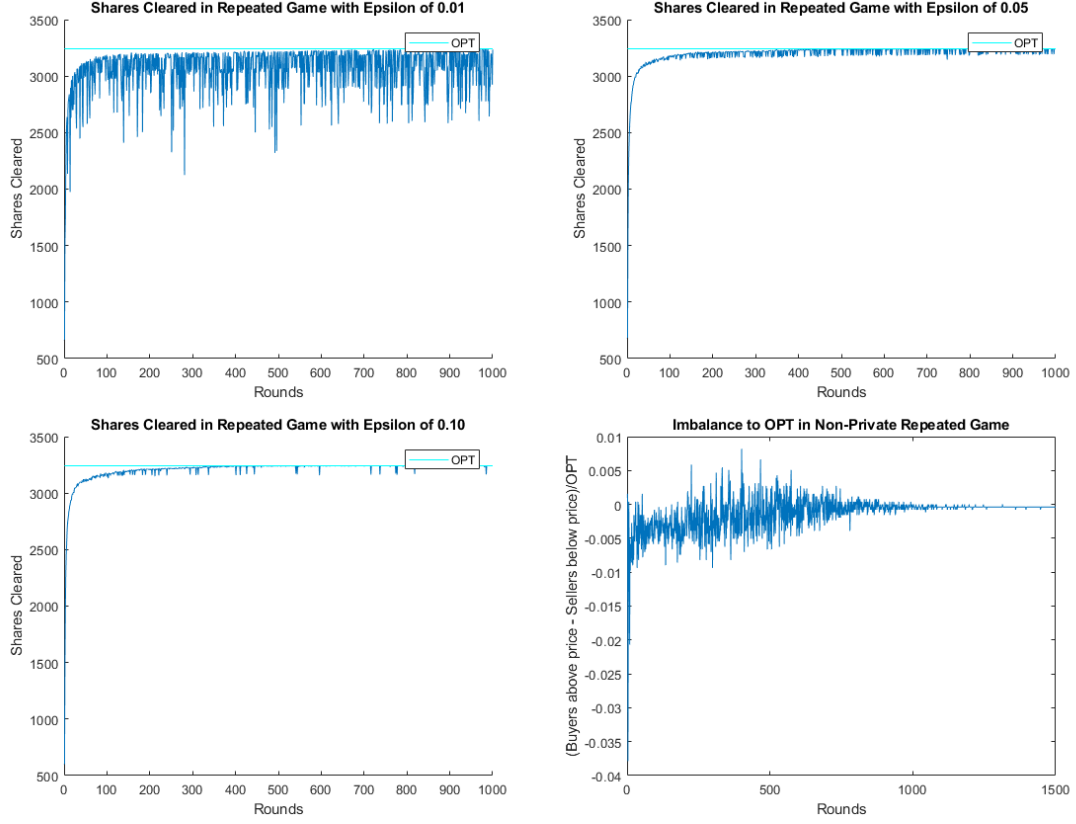 Shares Cleared in Repeated Game with Epsilon of 0.01
3500
3000
2500
2000
1500
1000
500
Shares Cleared
OPT
0 100 200 300 400 500 600 700 800 900 1000
Rounds
Shares Cleared in Repeated Game with Epsilon of 0.05
3500
3000
2500
2000
1500
1000
500
Shares Cleared
OPT
0 100 200 300 400 500 600 700 800 900 1000
Rounds
Shares Cleared in Repeated Game with Epsilon of 0.10
3500
3000
2500
2000
1500
1000
500
Shares Cleared
OPT
0 100 200 300 400 500 600 700 800 900 1000
Rounds
Imbalance to OPT in Non-Private Repeated Game
0.01
0.005
0
-0.005
-0.01
-0.015
-0.02
-0.025
-0.03
-0.035
-0.04
(Buyers above price - Sellers below price)/OPT
0 500 1000 1500
Rounds